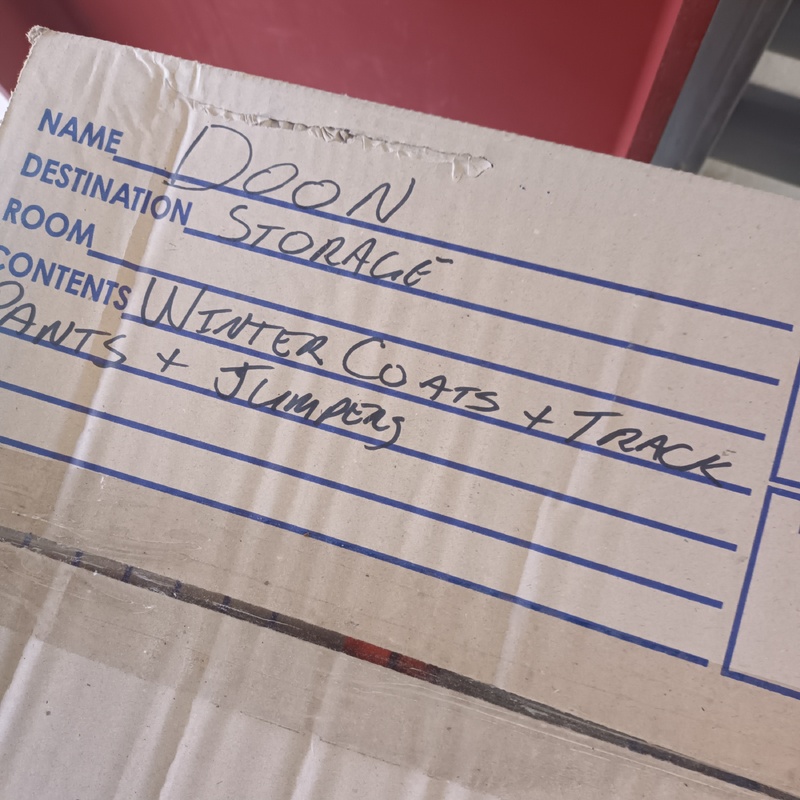 NAME DOON
DESTINATION STORAGE
ROOM
CONTENTS WINTER COATS + TRACK
PANTS + JUMPERS